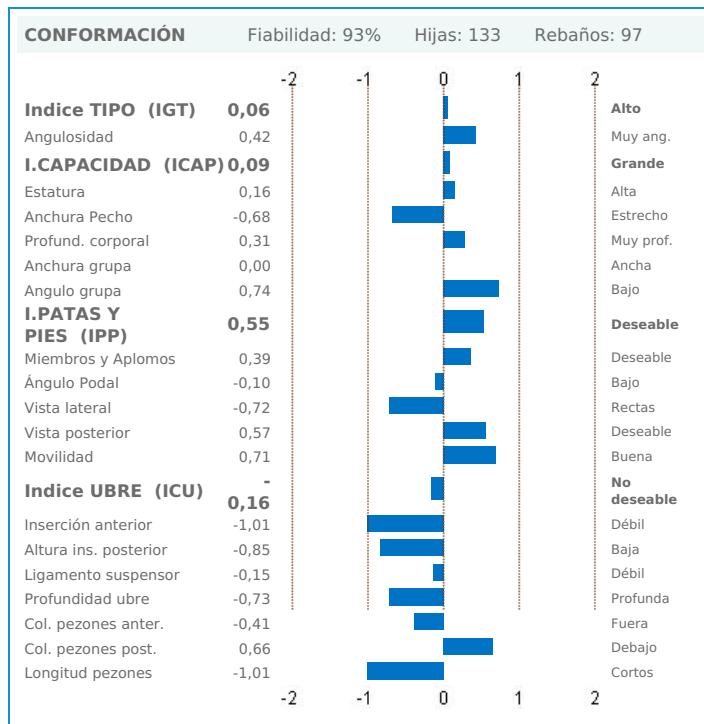 CONFORMACIÓN Fiabilidad: 93% Hijas: 133 Rebaños: 97
-2 -1 0 1 2
Indice TIPO (IGT) 0,06 Alto
Angulosidad 0,42 Muy ang.
I.CAPACIDAD (ICAP) 0,09 Grande
Estatura 0,16 Alta
Anchura Pecho -0,68 Estrecho
Profund. corporal 0,31 Muy prof.
Anchura grupa 0,00 Ancha
Angulo grupa 0,74 Bajo
I.PATAS Y
PIES (IPP) 0,55 Deseable
Miembros y Aplomos 0,39 Deseable
Ángulo Podal -0,10 Bajo
Vista lateral -0,72 Rectas
Vista posterior 0,57 Deseable
Movilidad 0,71 Buena
Indice UBRE (ICU) -
0,16 No
deseable
Inserción anterior -1,01 Débil
Altura ins. posterior -0,85 Baja
Ligamento suspensor -0,15 Débil
Profundidad ubre -0,73 Profunda
Col. pezones anter. -0,41 Fuera
Col. pezones post. 0,66 Debajo
Longitud pezones -1,01 Cortos
-2 -1 0 1 2